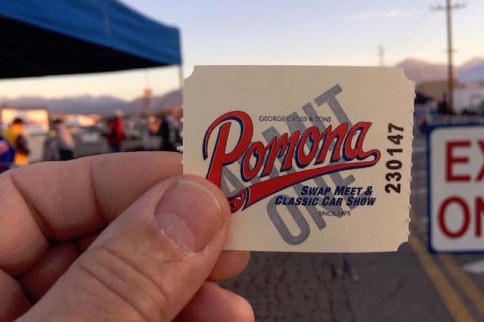 GEORGE CROSS & SONS
ADMIT
ONE
Pomona
SWAP MEET &
CLASSIC CAR SHOW
SINCE 1975
230147
EX
ON